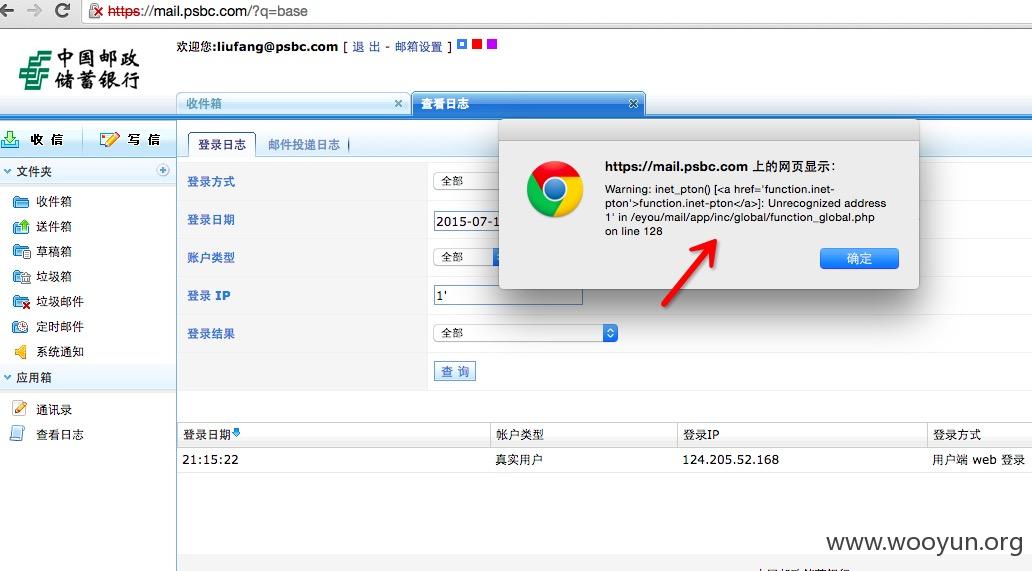 https://mail.psbc.com/?q=base
中国邮政
储蓄银行
欢迎您:liufang@psbc.com [ 退 出 - 邮箱设置 ]
收件箱
查看日志
收 信
写 信
登录日志
邮件投递日志
文件夹
收件箱
送件箱
草稿箱
垃圾箱
垃圾邮件
定时邮件
系统通知
应用箱
通讯录
查看日志
登录方式
全部
登录日期
2015-07-1
账户类型
全部
登录 IP
1'
登录结果
全部
查 询
https://mail.psbc.com 上的网页显示:
Warning: inet_pton() [<a href='function.inet-
pton'>function.inet-pton</a>]: Unrecognized address
1' in /eyou/mail/app/inc/global/function_global.php
on line 128
确定
登录日期
帐户类型
登录IP
登录方式
21:15:22
真实用户
124.205.52.168
用户端 web 登录
www.wooyun.org